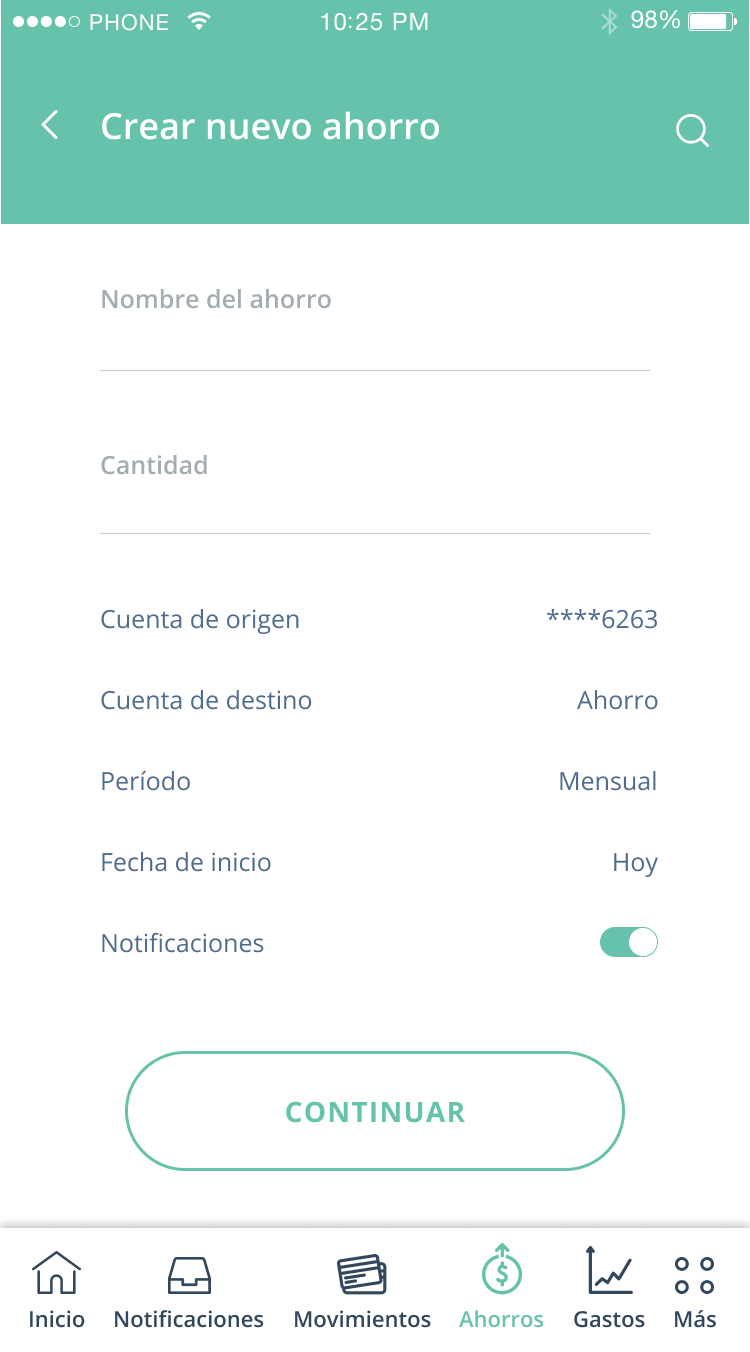 PHONE 10:25 PM 98%
Crear nuevo ahorro
Nombre del ahorro
Cantidad
Cuenta de origen ****6263
Cuenta de destino Ahorro
Período Mensual
Fecha de inicio Hoy
Notificaciones
CONTINUAR
$
Inicio Notificaciones Movimientos Ahorros Gastos Más